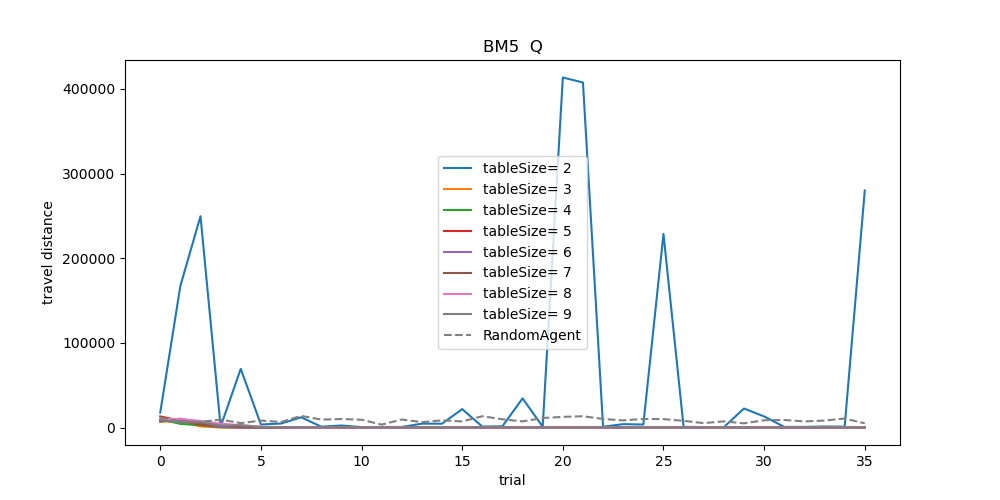 BM5 Q
travel distance
400000
300000
200000
100000
0
tableSize= 2
tableSize= 3
tableSize= 4
tableSize= 5
tableSize= 6
tableSize= 7
tableSize= 8
tableSize= 9
RandomAgent
0 5 10 15 20 25 30 35
trial